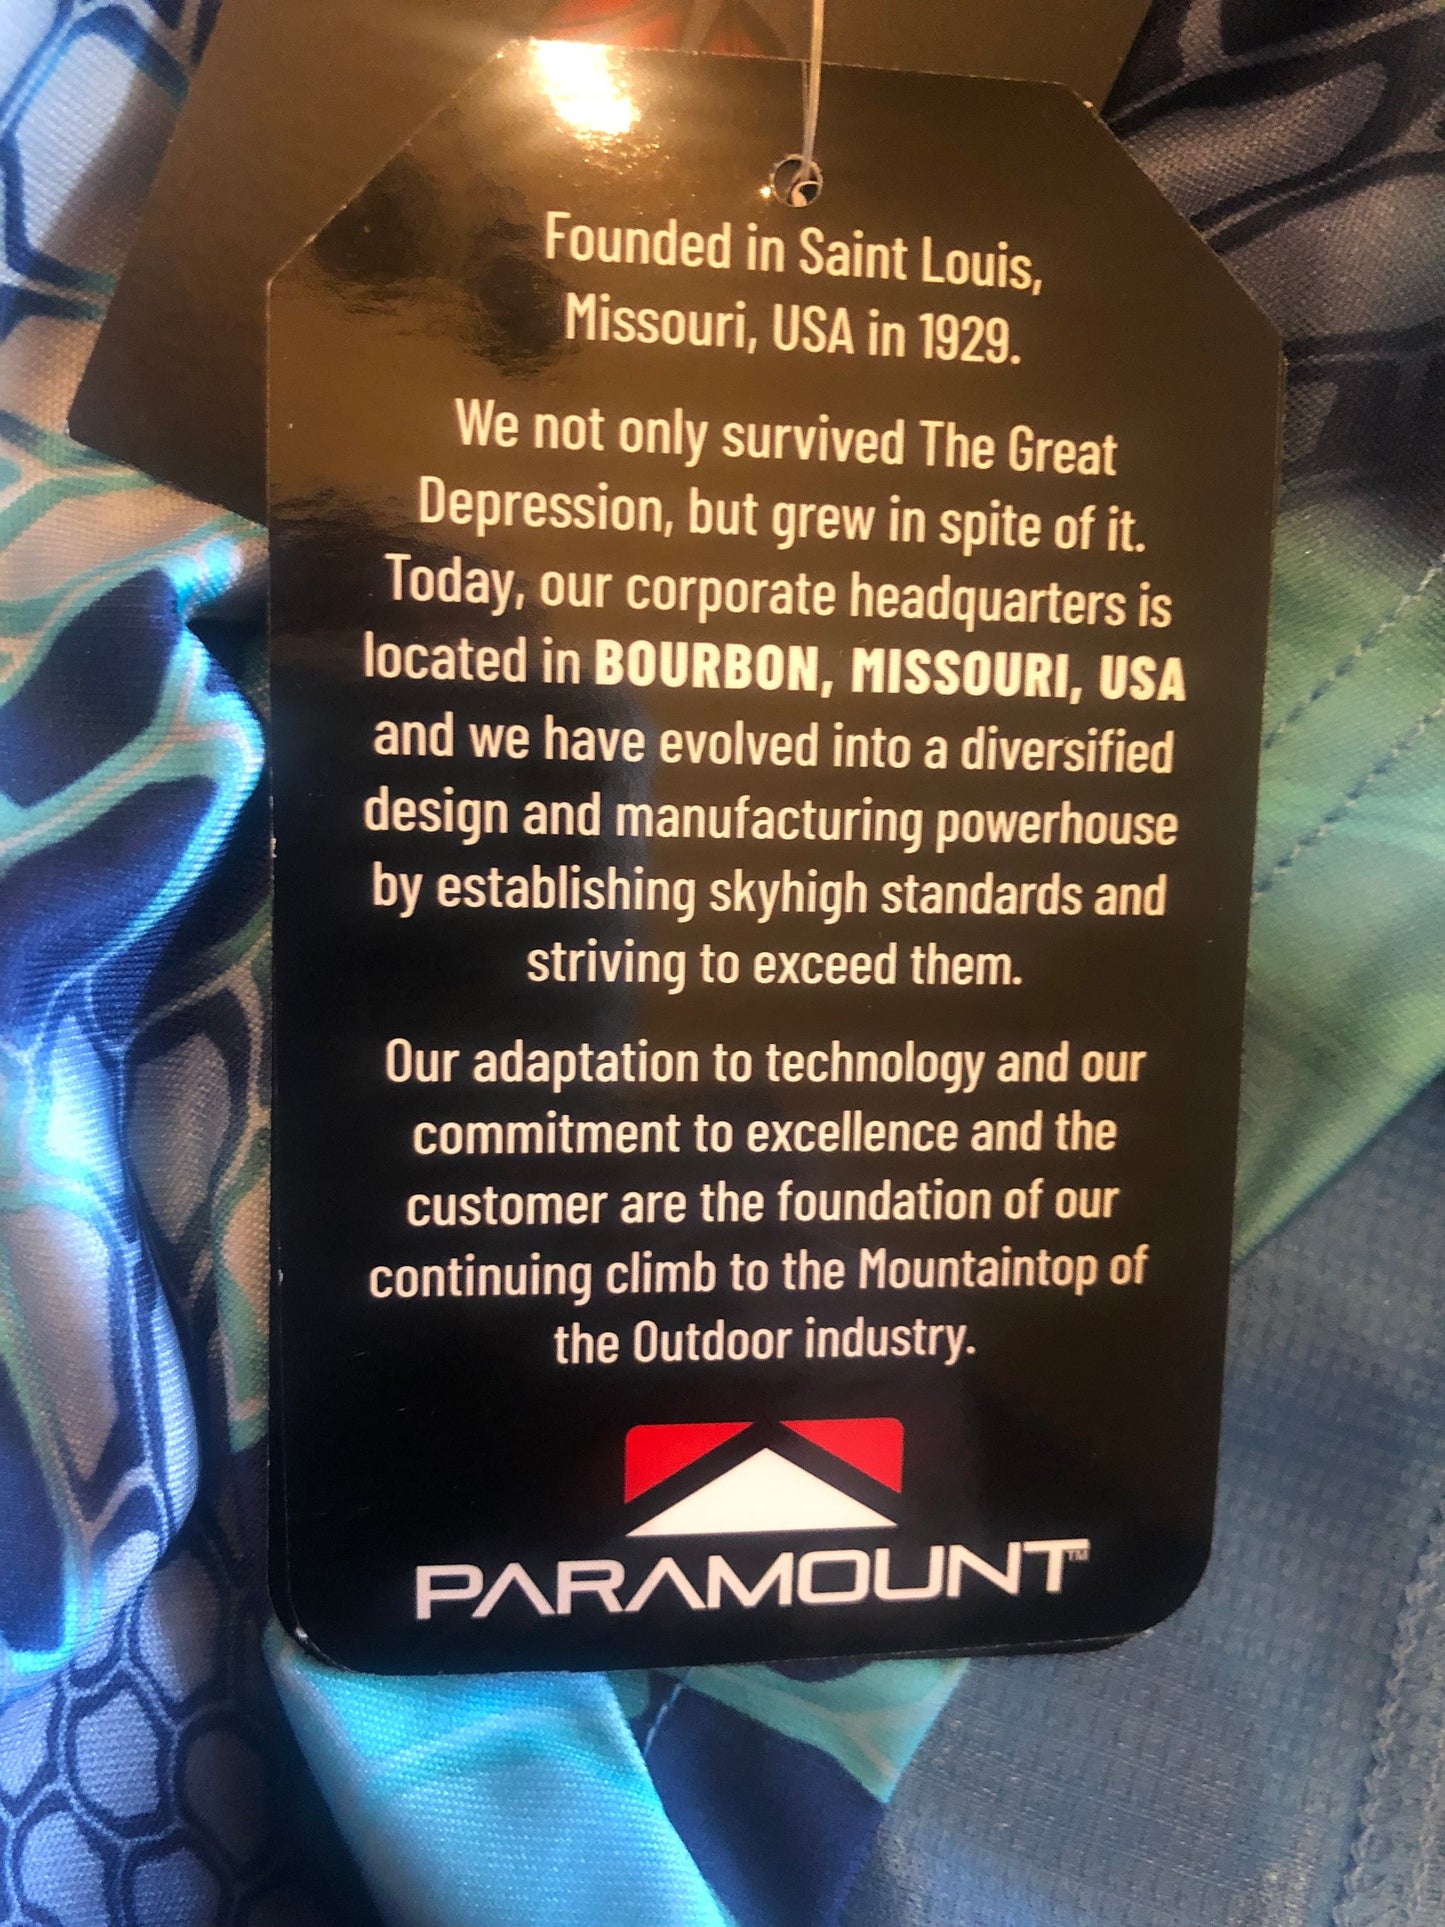 Founded in Saint Louis,
Missouri, USA in 1929.
We not only survived The Great
Depression, but grew in spite of it.
Today, our corporate headquarters is
located in BOURBON, MISSOURI, USA
and we have evolved into a diversified
design and manufacturing powerhouse
by establishing skyhigh standards and
striving to exceed them.
Our adaptation to technology and our
commitment to excellence and the
customer are the foundation of our
continuing climb to the Mountaintop of
the Outdoor industry.
PARAMOUNT™